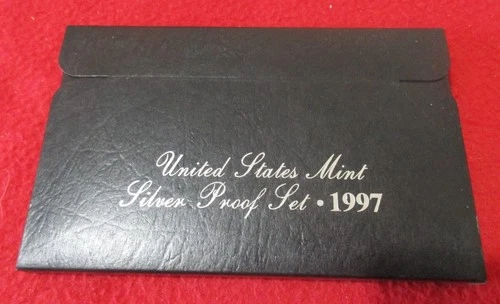 United States Mint
Silver Proof Set • 1997